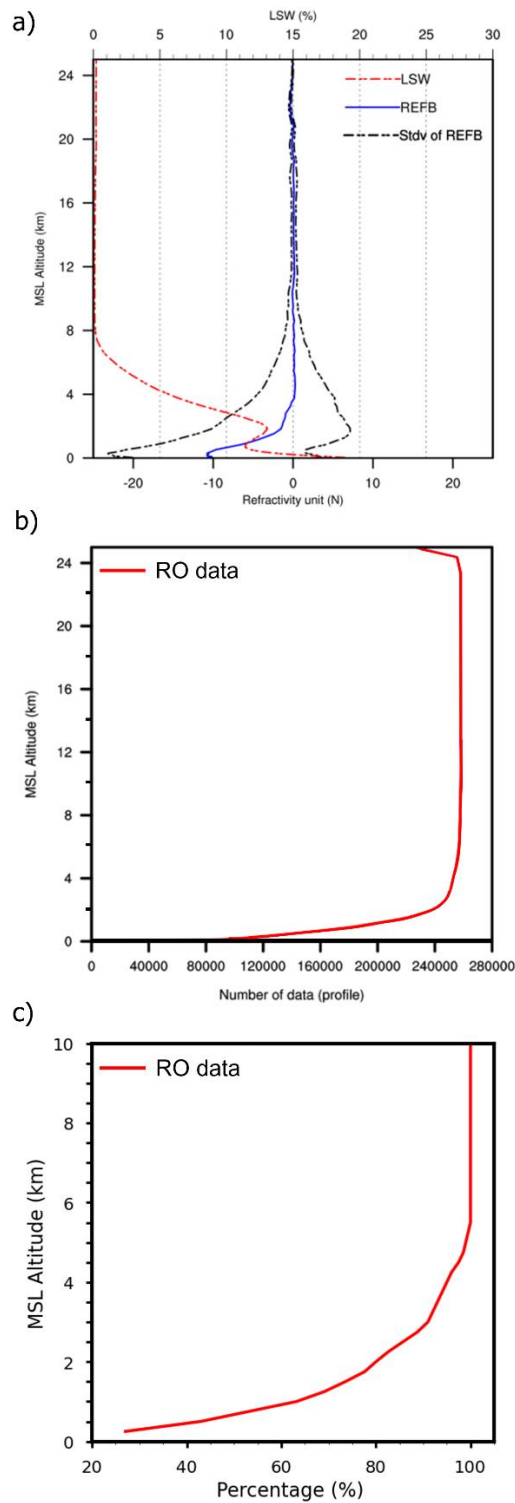 a)
LSW (%)
0 5 10 15 20 25 30
24
20
16
12
8
4
0
MSL Altitude (km)
LSW
REFB
Stdv of REFB
-20 -10 0 10 20
Refractivity unit (N)
b)
24
20
16
12
8
4
0
MSL Altitude (km)
RO data
0 40000 80000 120000 160000 200000 240000 280000
Number of data (profile)
c)
10
8
6
4
2
0
MSL Altitude (km)
RO data
20 40 60 80 100
Percentage (%)